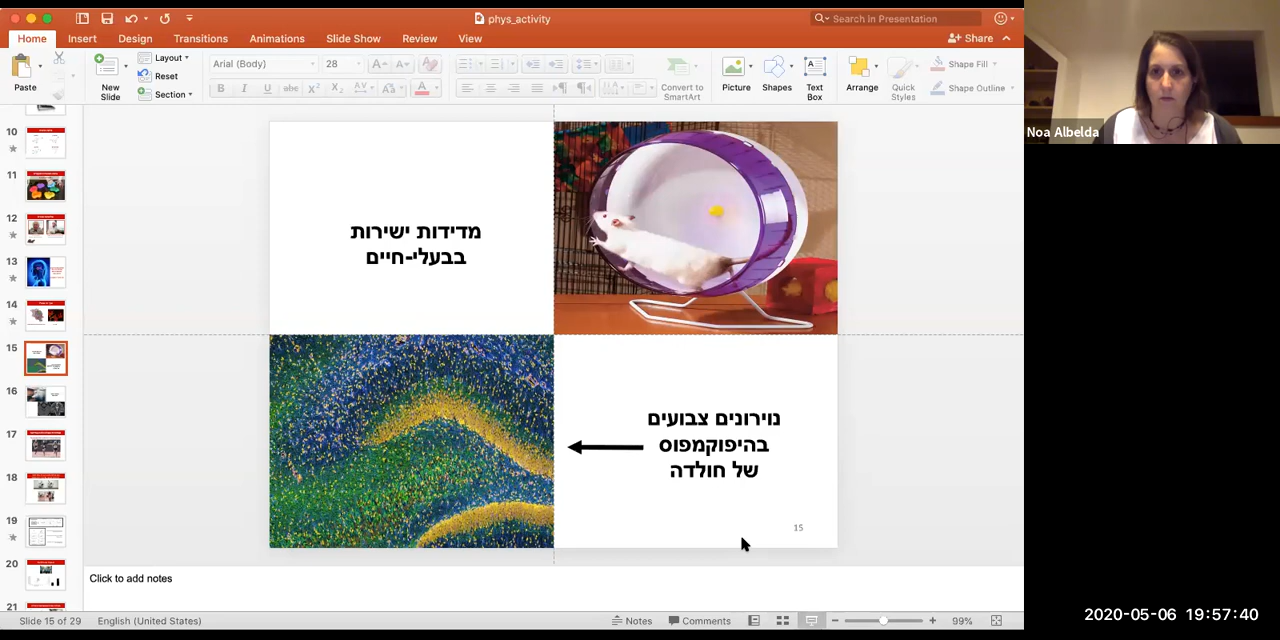 phys_activity
Search in Presentation
Home
Insert
Design
Transitions
Animations
Slide Show
Review
View
Share
Paste
New
Slide
Layout
Reset
Section
Arial (Body)
28
Convert to
SmartArt
Picture
Shapes
Text
Box
Arrange
Quick
Styles
Shape Fill
Shape Outline
Noa Albelda
10
11
12
13
14
15
16
17
18
19
20
21
מדידות ישירות
בבעלי-חיים
נוירונים צבועים
בהיפוקמפוס
של חולדה
15
Click to add notes
Slide 15 of 29
English (United States)
Notes
Comments
99%
2020-05-06 19:57:40